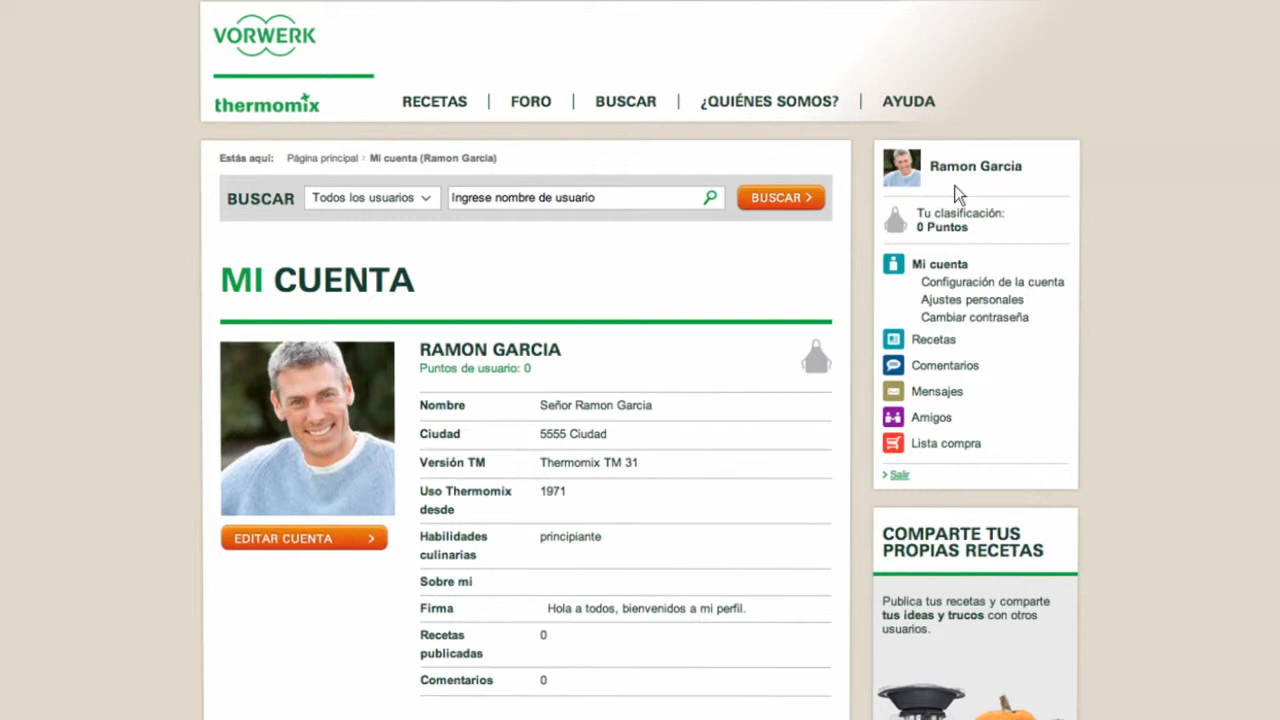 VORWERK
thermomix
RECETAS | FORO | BUSCAR | ¿QUIÉNES SOMOS? | AYUDA
Estás aquí: Página principal > Mi cuenta (Ramon Garcia)
BUSCAR Todos los usuarios Ingrese nombre de usuario BUSCAR >
MI CUENTA
RAMON GARCIA
Puntos de usuario: 0
Nombre Señor Ramon Garcia
Ciudad 5555 Ciudad
Versión TM Thermomix TM 31
Uso Thermomix 1971
desde
Habilidades principiante
culinarias
Sobre mi
Firma Hola a todos, bienvenidos a mi perfil.
Recetas 0
publicadas
Comentarios 0
EDITAR CUENTA >
Ramon Garcia
Tu clasificación:
0 Puntos
Mi cuenta
Configuración de la cuenta
Ajustes personales
Cambiar contraseña
Recetas
Comentarios
Mensajes
Amigos
Lista compra
> Salir
COMPARTE TUS
PROPIAS RECETAS
Publica tus recetas y comparte
tus ideas y trucos con otros
usuarios.